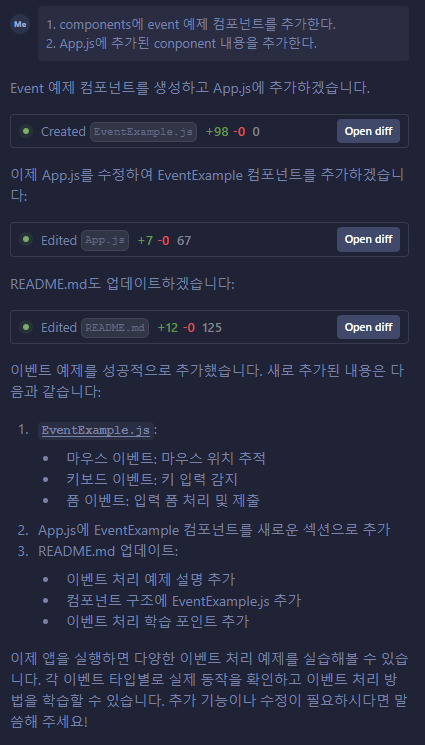 Me
1. components에 event 예제 컴포넌트를 추가한다.
2. App.js에 추가된 conponent 내용을 추가한다.
Event 예제 컴포넌트를 생성하고 App.js에 추가하겠습니다.
Created EventExample.js +98 -0 0 Open diff
이제 App.js를 수정하여 EventExample 컴포넌트를 추가하겠습니
다:
Edited App.js +7 -0 67 Open diff
README.md도 업데이트하겠습니다:
Edited README.md +12 -0 125 Open diff
이벤트 예제를 성공적으로 추가했습니다. 새로 추가된 내용은 다
음과 같습니다:
1. EventExample.js :
• 마우스 이벤트: 마우스 위치 추적
• 키보드 이벤트: 키 입력 감지
• 폼 이벤트: 입력 폼 처리 및 제출
2. App.js에 EventExample 컴포넌트를 새로운 섹션으로 추가
3. README.md 업데이트:
• 이벤트 처리 예제 설명 추가
• 컴포넌트 구조에 EventExample.js 추가
• 이벤트 처리 학습 포인트 추가
이제 앱을 실행하면 다양한 이벤트 처리 예제를 실습해볼 수 있습
니다. 각 이벤트 타입별로 실제 동작을 확인하고 이벤트 처리 방
법을 학습할 수 있습니다. 추가 기능이나 수정이 필요하시다면 말
씀해 주세요!